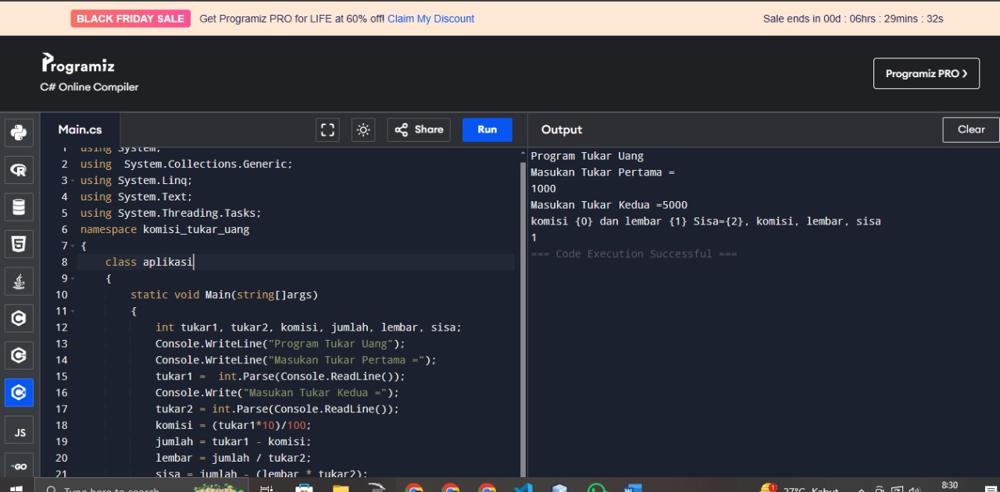 BLACK FRIDAY SALE Get Programiz PRO for LIFE at 60% off! Claim My Discount Sale ends in 00d : 06hrs : 29mins : 32s
Programiz
C# Online Compiler
Programiz PRO ❯
Main.cs Share Run Output Clear
1 using System;
2 using  System.Collections.Generic;
3 using System.Linq;
4 using System.Text;
5 using System.Threading.Tasks;
6 namespace komisi_tukar_uang
7 {
8 class aplikasi
9 {
10 static void Main(string[]args)
11 {
12 int tukar1, tukar2, komisi, jumlah, lembar, sisa;
13 Console.WriteLine("Program Tukar Uang");
14 Console.WriteLine("Masukan Tukar Pertama =");
15 tukar1 =  int.Parse(Console.ReadLine());
16 Console.Write("Masukan Tukar Kedua =");
17 tukar2 = int.Parse(Console.ReadLine());
18 komisi = (tukar1*10)/100;
19 jumlah = tukar1 - komisi;
20 lembar = jumlah / tukar2;
21 sisa = jumlah - (lembar * tukar2);
Program Tukar Uang
Masukan Tukar Pertama =
1000
Masukan Tukar Kedua =5000
komisi {0} dan lembar {1} Sisa={2}, komisi, lembar, sisa
1
=== Code Execution Successful ===
JS
GO
Type here to search
1
27°C Kabut
8:30